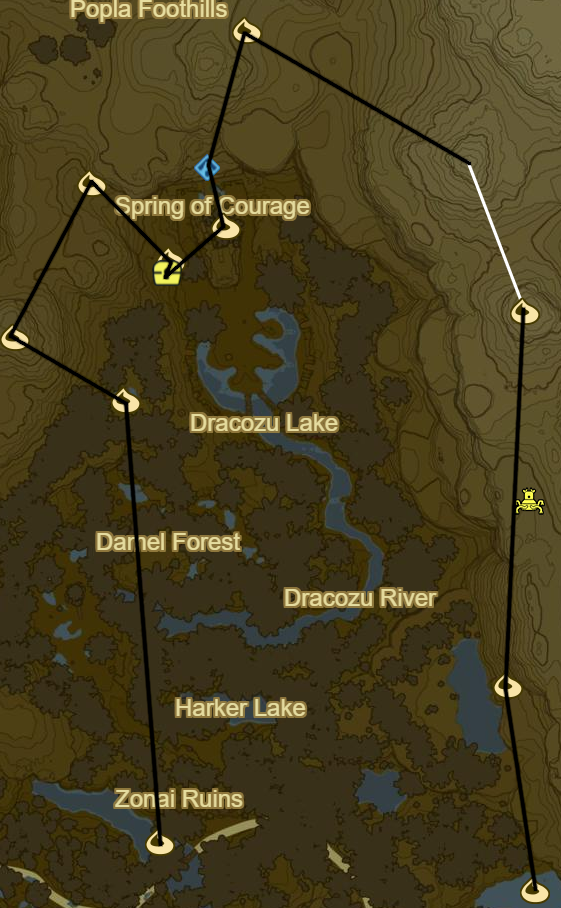 Popla Foothills
Spring of Courage
Dracozu Lake
Damel Forest
Dracozu River
Harker Lake
Zonai Ruins